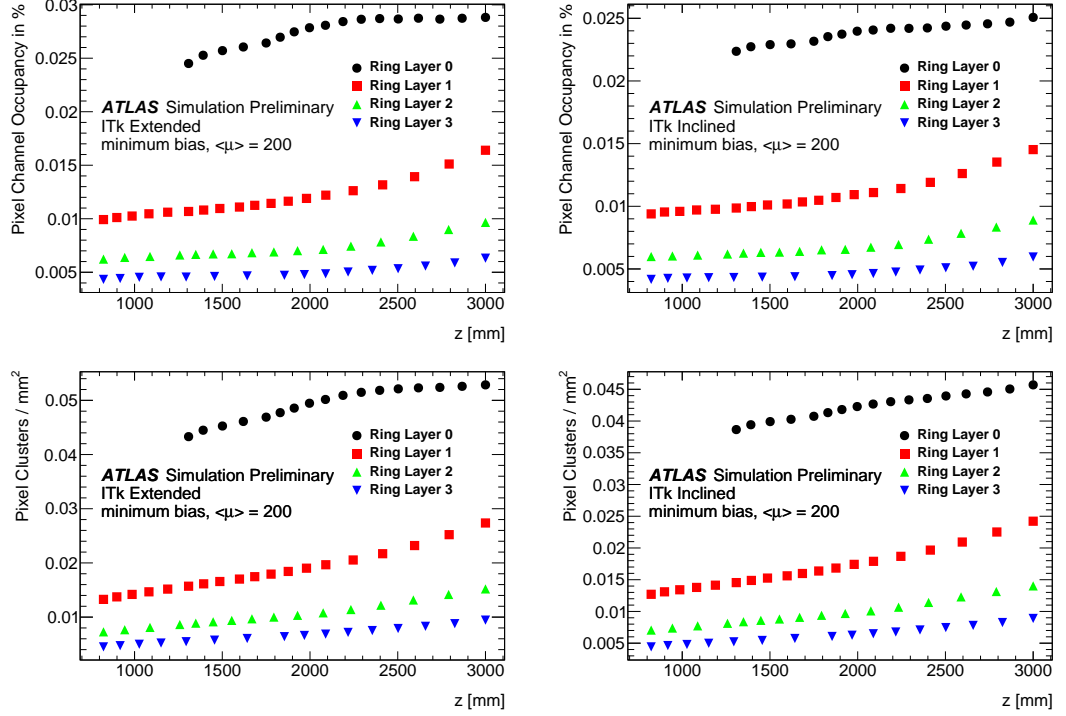 Pixel Channel Occupancy in %
0.03
0.025
0.02
0.015
0.01
0.005
Ring Layer 0
Ring Layer 1
Ring Layer 2
Ring Layer 3
ATLAS Simulation Preliminary
ITk Extended
minimum bias, <μ> = 200
1000 1500 2000 2500 3000
z [mm]
Pixel Channel Occupancy in %
0.025
0.02
0.015
0.01
0.005
Ring Layer 0
Ring Layer 1
Ring Layer 2
Ring Layer 3
ATLAS Simulation Preliminary
ITk Inclined
minimum bias, <μ> = 200
1000 1500 2000 2500 3000
z [mm]
Pixel Clusters / mm²
0.05
0.04
0.03
0.02
0.01
Ring Layer 0
Ring Layer 1
Ring Layer 2
Ring Layer 3
ATLAS Simulation Preliminary
ITk Extended
minimum bias, <μ> = 200
1000 1500 2000 2500 3000
z [mm]
Pixel Clusters / mm²
0.045
0.04
0.035
0.03
0.025
0.02
0.015
0.01
0.005
Ring Layer 0
Ring Layer 1
Ring Layer 2
Ring Layer 3
ATLAS Simulation Preliminary
ITk Inclined
minimum bias, <μ> = 200
1000 1500 2000 2500 3000
z [mm]